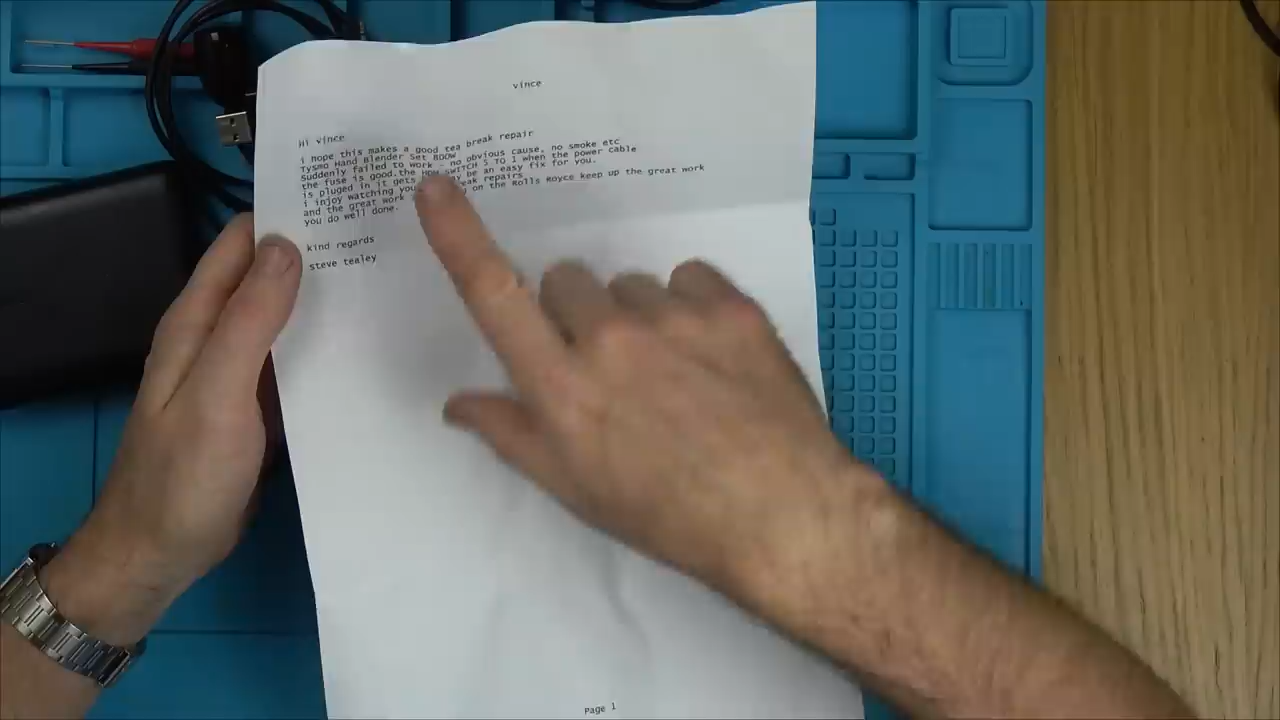 vince
Hi vince
i hope this makes a good tea break repair
Tysmo Hand Blender Set 800W
Suddenly failed to work - no obvious cause, no smoke etc
the fuse is good.the SWITCH 5 TO 1 when the power cable
is pluged in it gets be an easy fix for you.
i injoy watching you break repairs
and the great work on the Rolls Royce keep up the great work
you do well done.
kind regards
steve tealey
Page 1